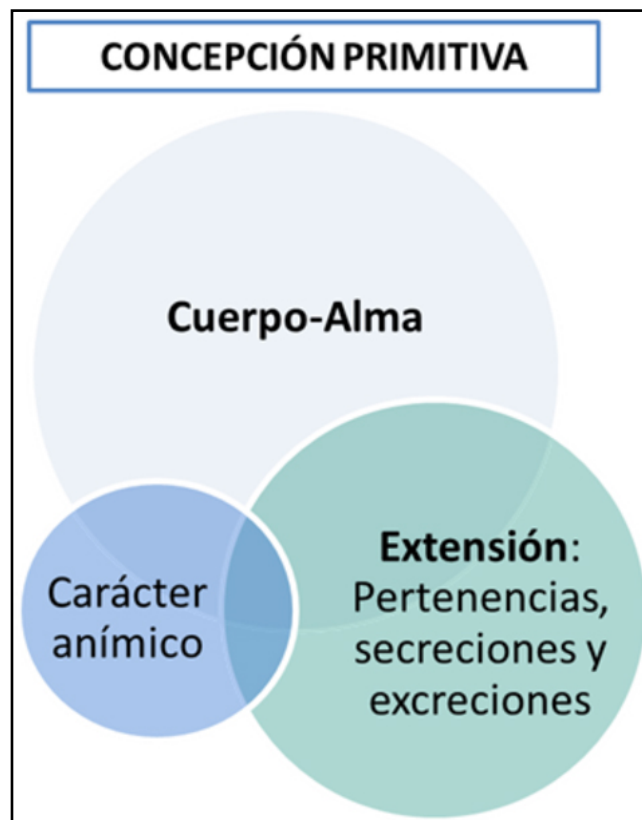 CONCEPCIÓN PRIMITIVA
Cuerpo-Alma
Carácter
anímico
Extensión:
Pertenencias,
secreciones y
excreciones